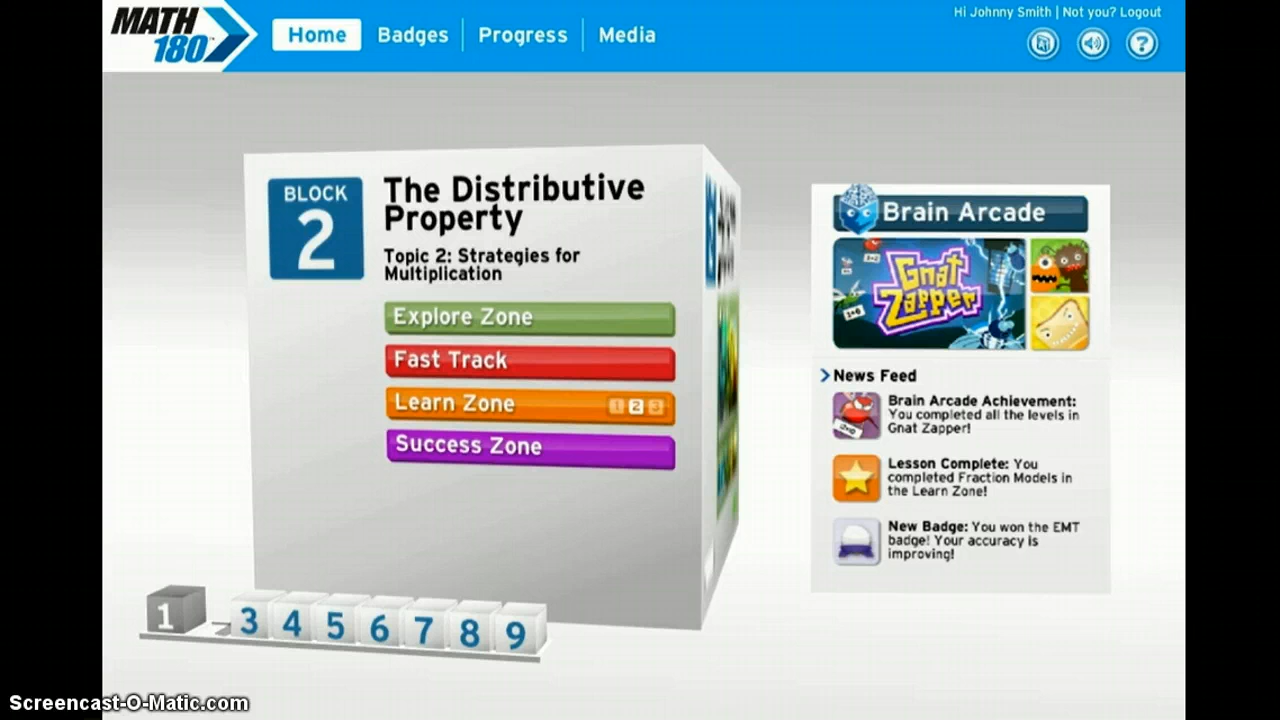 MATH
180
Home
Badges
Progress
Media
Hi Johnny Smith | Not you? Logout
?
BLOCK
2
The Distributive
Property
Topic 2: Strategies for
Multiplication
Explore Zone
Fast Track
Learn Zone
1 2 3
Success Zone
1
3 4 5 6 7 8 9
Brain Arcade
Gnat
Zapper
News Feed
Brain Arcade Achievement:
You completed all the levels in
Gnat Zapper!
Lesson Complete: You
completed Fraction Models in
the Learn Zone!
New Badge: You won the EMT
badge! Your accuracy is
improving!
Screencast-O-Matic.com